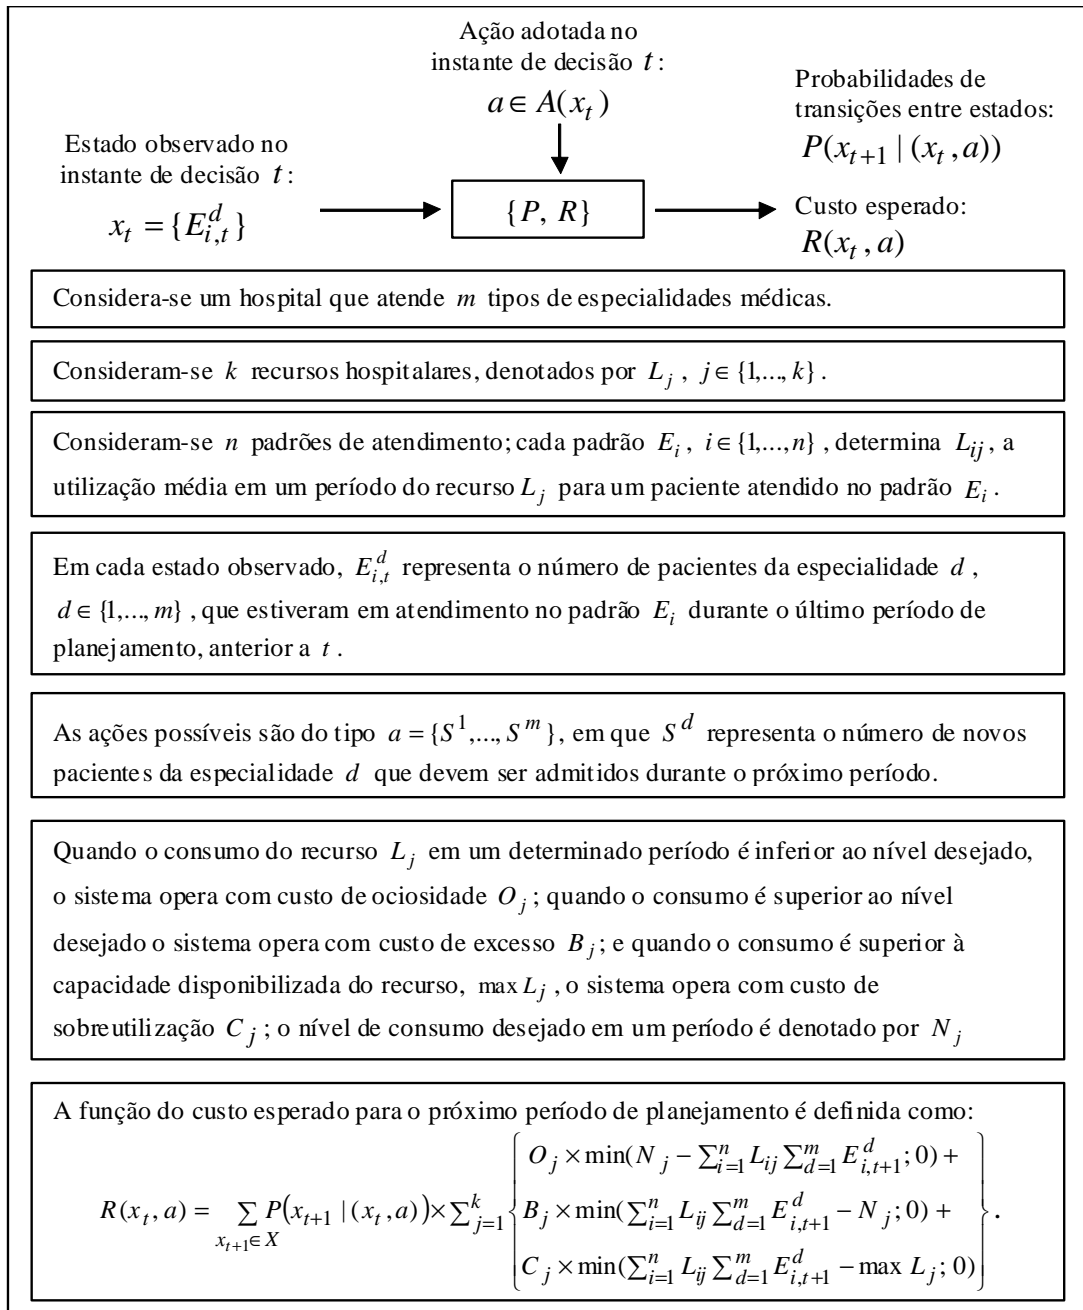 Ação adotada no
instante de decisão t:
a ∈ A(x_t)
Probabilidades de
transições entre estados:
P(x_{t+1} | (x_t, a))
Estado observado no
instante de decisão t:
x_t = {E_{i,t}^d}
{P, R}
Custo esperado:
R(x_t, a)
Considera-se um hospital que atende m tipos de especialidades médicas.
Consideram-se k recursos hospitalares, denotados por L_j, j ∈ {1,..., k}.
Consideram-se n padrões de atendimento; cada padrão E_i, i ∈ {1,..., n}, determina L_{ij}, a
utilização média em um período do recurso L_j para um paciente atendido no padrão E_i.
Em cada estado observado, E_{i,t}^d representa o número de pacientes da especialidade d,
d ∈ {1,..., m}, que estiveram em atendimento no padrão E_i durante o último período de
planejamento, anterior a t.
As ações possíveis são do tipo a = {S^1,..., S^m}, em que S^d representa o número de novos
pacientes da especialidade d que devem ser admitidos durante o próximo período.
Quando o consumo do recurso L_j em um determinado período é inferior ao nível desejado,
o sistema opera com custo de ociosidade O_j; quando o consumo é superior ao nível
desejado o sistema opera com custo de excesso B_j; e quando o consumo é superior à
capacidade disponibilizada do recurso, max L_j, o sistema opera com custo de
sobreutilização C_j; o nível de consumo desejado em um período é denotado por N_j
A função do custo esperado para o próximo período de planejamento é definida como:
O_j × min(N_j − ∑_{i=1}^n L_{ij} ∑_{d=1}^m E_{i,t+1}^d; 0) +
R(x_t, a) = ∑_{x_{t+1} ∈ X} P(x_{t+1} | (x_t, a)) × ∑_{j=1}^k { B_j × min(∑_{i=1}^n L_{ij} ∑_{d=1}^m E_{i,t+1}^d − N_j; 0) + }.
C_j × min(∑_{i=1}^n L_{ij} ∑_{d=1}^m E_{i,t+1}^d − max L_j; 0)